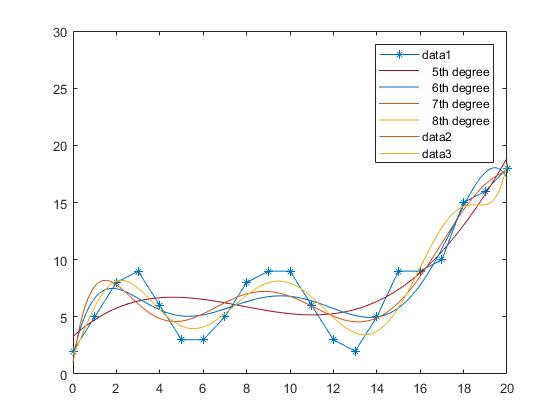 30
25
20
15
10
5
0
data1
5th degree
6th degree
7th degree
8th degree
data2
data3
0 2 4 6 8 10 12 14 16 18 20